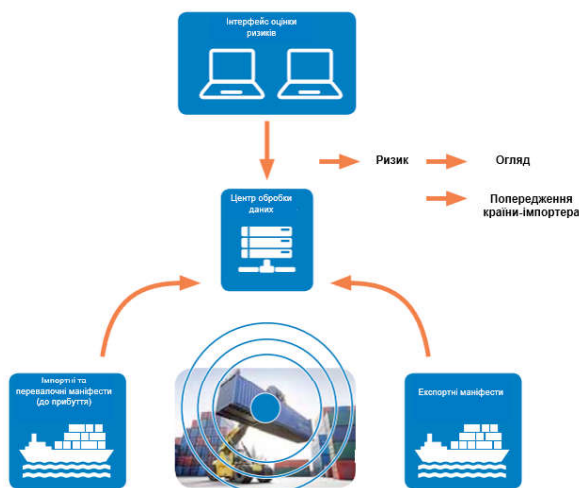 Інтерфейс оцінки
ризиків
Ризик
Огляд
Попередження
країни-імпортера
Центр обробки
даних
Імпортні та
перевалочні маніфести
(до прибуття)
Експортні маніфести